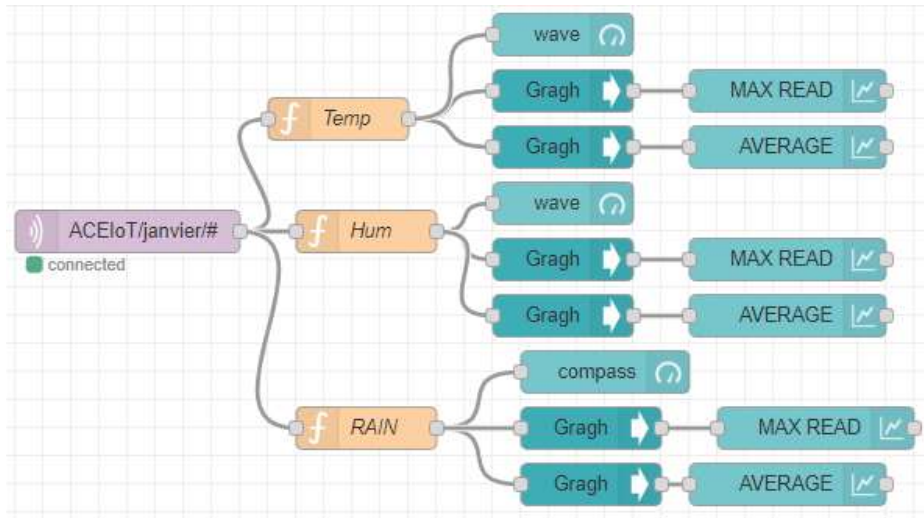 wave
Gragh
MAX READ
Temp
Gragh
AVERAGE
wave
ACEIoT/janvier/#
Hum
connected
Gragh
MAX READ
Gragh
AVERAGE
compass
RAIN
Gragh
MAX READ
Gragh
AVERAGE